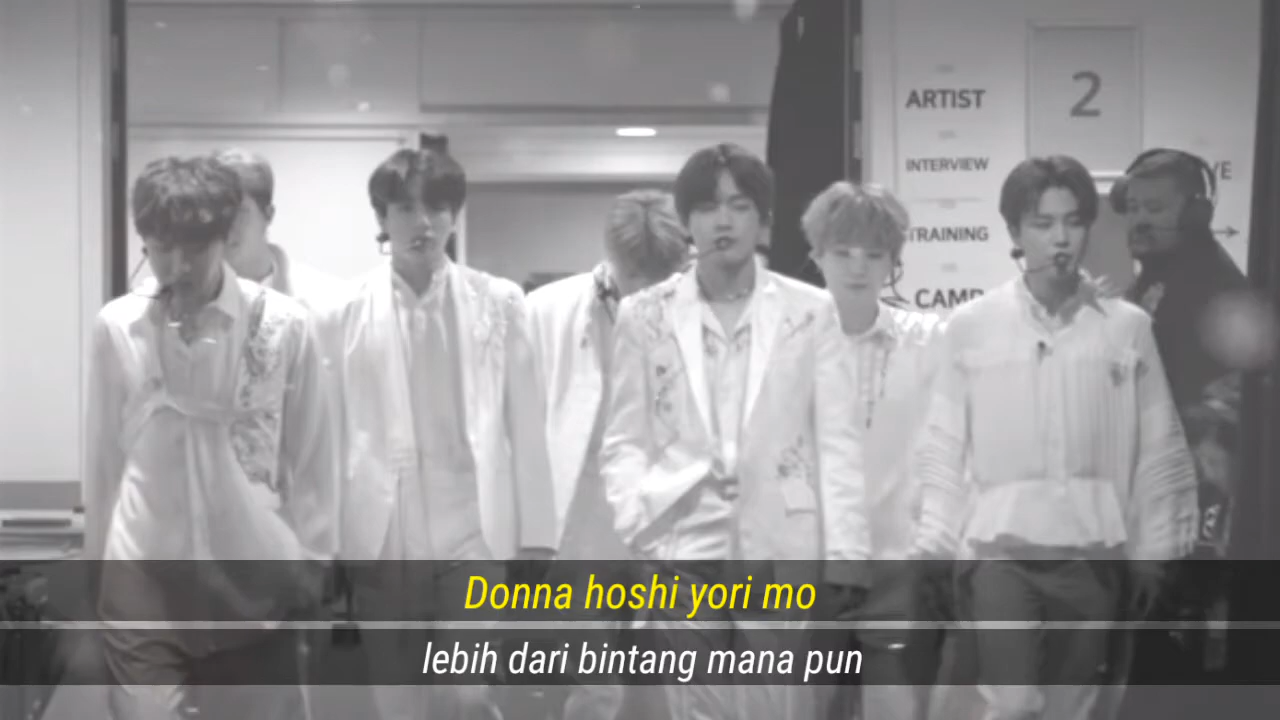 ARTIST
2
INTERVIEW
TRAINING
CAMP
Donna hoshi yori mo
lebih dari bintang mana pun